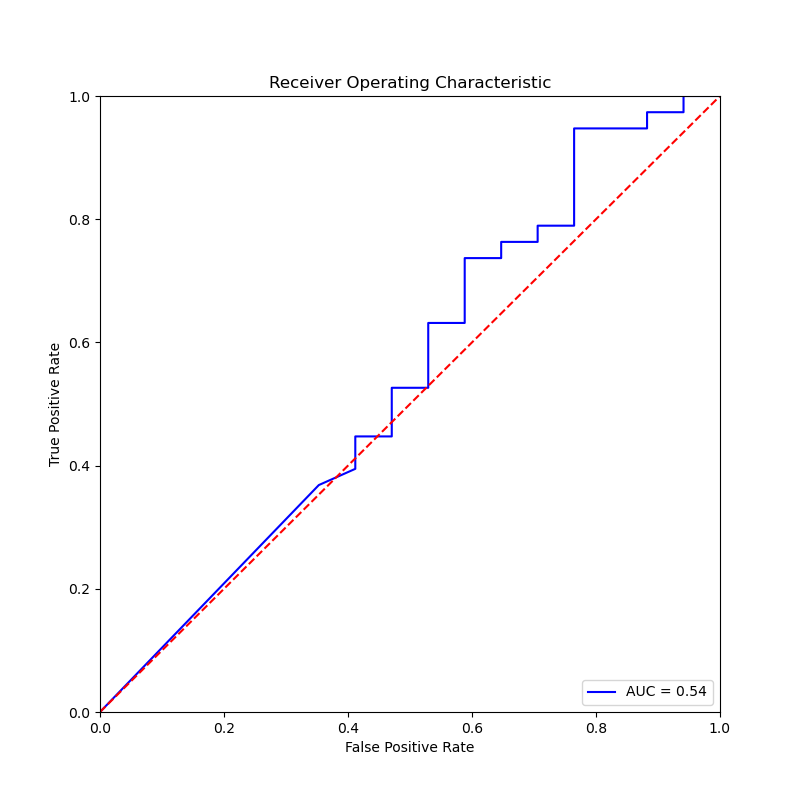 Receiver Operating Characteristic
True Positive Rate
1.0
0.8
0.6
0.4
0.2
0.0
AUC = 0.54
0.0 0.2 0.4 0.6 0.8 1.0
False Positive Rate